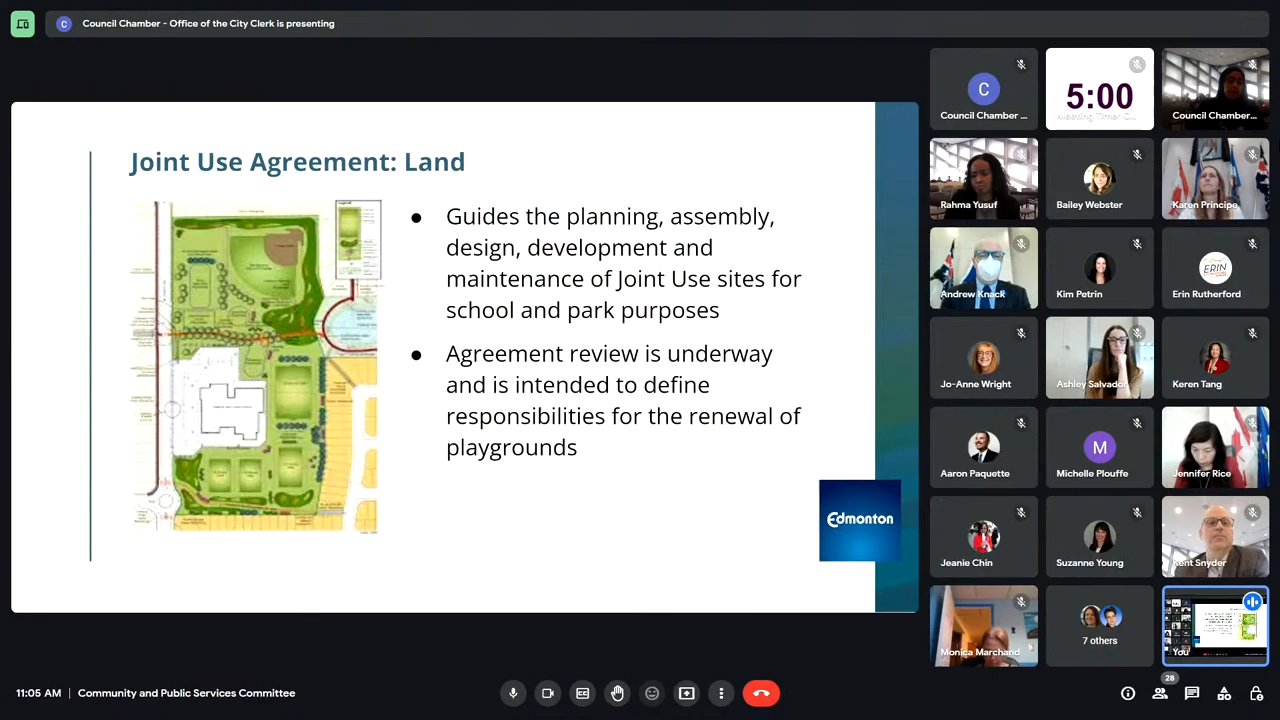 Council Chamber - Office of the City Clerk is presenting
C
Joint Use Agreement: Land
● Guides the planning, assembly,
design, development and
maintenance of Joint Use sites for
school and park purposes
● Agreement review is underway
and is intended to define
responsibilities for the renewal of
playgrounds
Edmonton
C
Council Chamber ...
5:00
Council Chamber...
Rahma Yusuf
Bailey Webster
Karen Principe
Andrew Knack
Kim Petrin
ERIN
Erin Rutherford
Jo-Anne Wright
Ashley Salvador
Keren Tang
Aaron Paquette
M
Michelle Plouffe
Jennifer Rice
Jeanie Chin
Suzanne Young
Kent Snyder
Monica Marchand
7 others
You
11:05 AM | Community and Public Services Committee
28